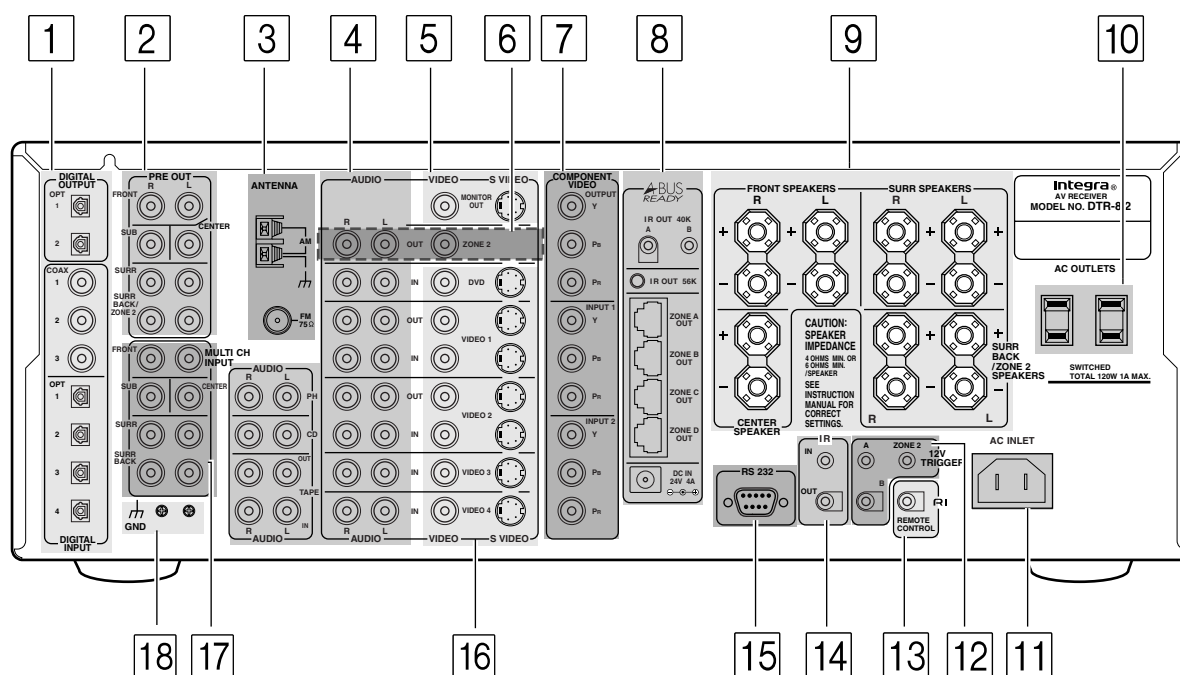 1 2 3 4 5 6 7 8 9 10
DIGITAL
OUTPUT
OPT
1
2
COAX
1
2
3
OPT
1
2
3
4
DIGITAL
INPUT
PRE OUT
R L
FRONT
CENTER
SUB
SURR
SURR
BACK/
ZONE 2
FRONT
MULTI CH
INPUT
SUB
CENTER
SURR
SURR
BACK
GND
ANTENNA
AM
FM
75Ω
AUDIO
R L
PH
CD
OUT
TAPE
IN
R L
AUDIO
AUDIO VIDEO S VIDEO
MONITOR
OUT
R L
OUT ZONE 2
IN DVD
OUT
VIDEO 1
IN
OUT
VIDEO 2
IN
IN VIDEO 3
IN VIDEO 4
R L
AUDIO VIDEO S VIDEO
COMPONENT
VIDEO
OUTPUT
Y
PB
PR
INPUT 1
Y
PB
PR
INPUT 2
Y
PB
PR
A-BUS
READY
IR OUT 40K
A B
IR OUT 56K
ZONE A
OUT
ZONE B
OUT
ZONE C
OUT
ZONE D
OUT
DC IN
24V 4A
FRONT SPEAKERS
R L
+ +
− −
SURR SPEAKERS
R L
+ +
− −
+
−
CENTER
SPEAKER
CAUTION:
SPEAKER
IMPEDANCE
4 OHMS MIN. OR
6 OHMS MIN.
/SPEAKER
SEE
INSTRUCTION
MANUAL FOR
CORRECT
SETTINGS.
+ +
− −
SURR
BACK
/ZONE 2
SPEAKERS
R L
Integra®
AV RECEIVER
MODEL NO. DTR-8.2
AC OUTLETS
SWITCHED
TOTAL 120W 1A MAX.
RS 232
IR
IN
OUT
A ZONE 2
12V
TRIGGER
B
RI
REMOTE
CONTROL
AC INLET
18 17 16 15 14 13 12 11